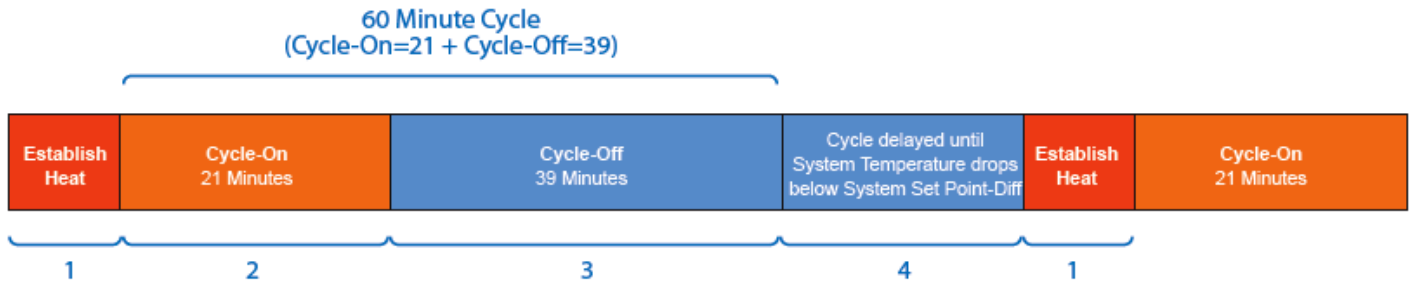 60 Minute Cycle
(Cycle-On=21 + Cycle-Off=39)
Establish
Heat
Cycle-On
21 Minutes
Cycle-Off
39 Minutes
Cycle delayed until
System Temperature drops
below System Set Point-Diff
Establish
Heat
Cycle-On
21 Minutes
1
2
3
4
1